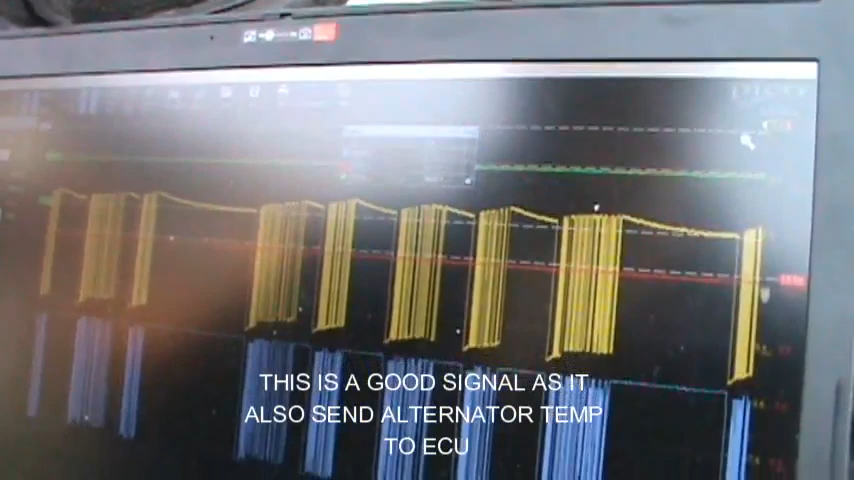 THIS IS A GOOD SIGNAL AS IT
ALSO SEND ALTERNATOR TEMP
TO ECU